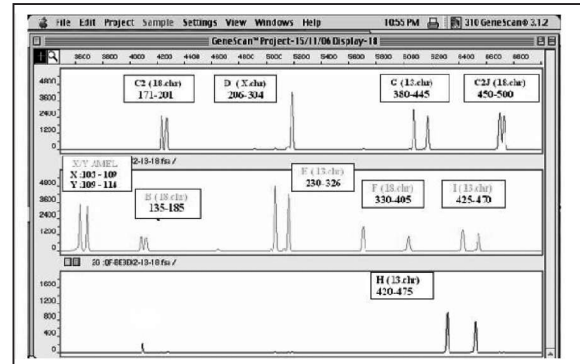 File Edit Project Sample Settings View Windows Help 10:55 PM 310 GeneScan® 3.1.2
GeneScan™ Project-15/11/06 Display-18
3600 3800 4000 4200 4400 4600 4800 5000 5200 5400 5600 5800 6000 6200 6400 6600 6800
4800
3600
2400
1200
0
C2 (18.chr)
171-201
D (X.chr)
206-304
G (13.chr)
380-445
C2J (18.chr)
450-500
X/Y AMEL
X :105 - 109
Y :109 - 114
4800
3600
2400
1200
0
B (18.chr)
135-185
E (13.chr)
230-326
F (18.chr)
330-405
I (13.chr)
425-470
1600
1200
800
400
0
H (13.chr)
420-475